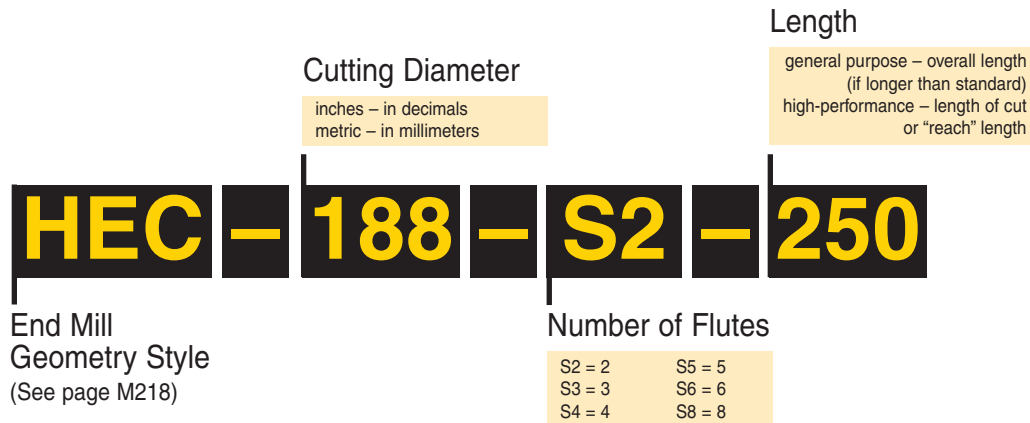 Length
general purpose – overall length
(if longer than standard)
high-performance – length of cut
or “reach” length
Cutting Diameter
inches – in decimals
metric – in millimeters
HEC – 188 – S2 – 250
End Mill
Geometry Style
(See page M218)
Number of Flutes
S2 = 2 S5 = 5
S3 = 3 S6 = 6
S4 = 4 S8 = 8